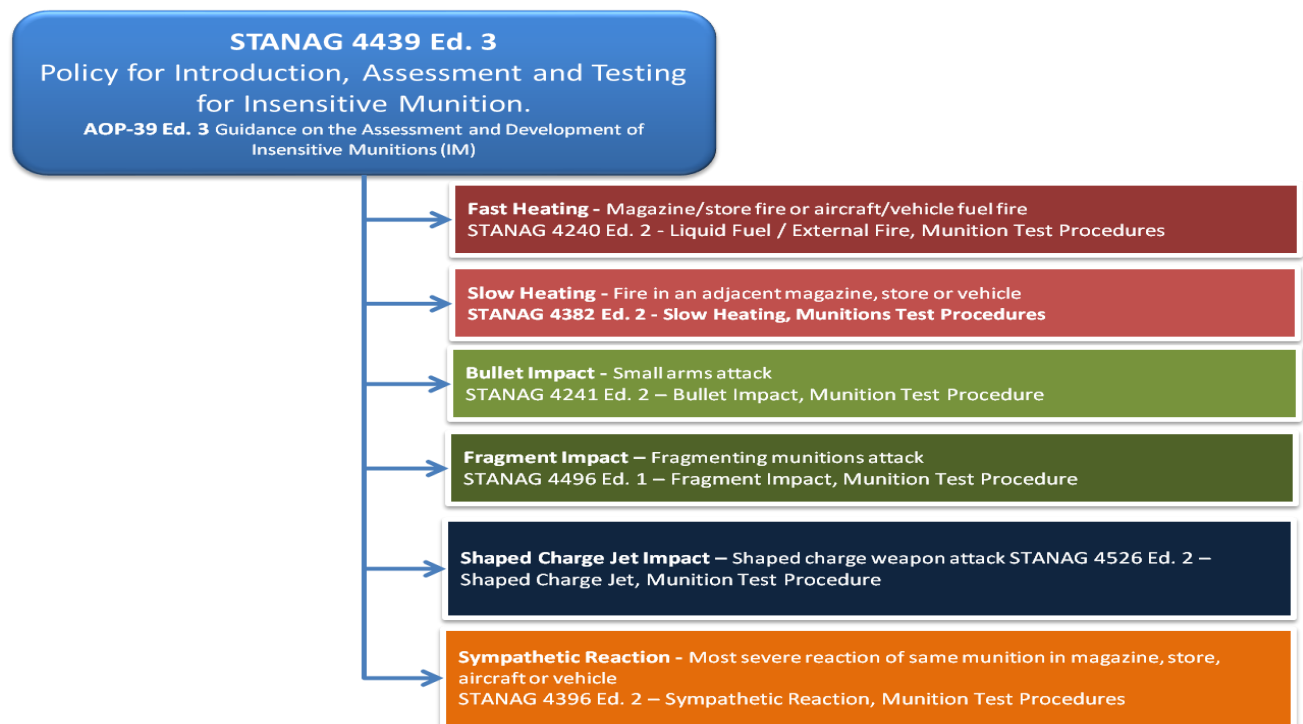 STANAG 4439 Ed. 3
Policy for Introduction, Assessment and Testing
for Insensitive Munition.
AOP-39 Ed. 3 Guidance on the Assessment and Development of
Insensitive Munitions (IM)
Fast Heating - Magazine/store fire or aircraft/vehicle fuel fire
STANAG 4240 Ed. 2 - Liquid Fuel / External Fire, Munition Test Procedures
Slow Heating - Fire in an adjacent magazine, store or vehicle
STANAG 4382 Ed. 2 - Slow Heating, Munitions Test Procedures
Bullet Impact - Small arms attack
STANAG 4241 Ed. 2 – Bullet Impact, Munition Test Procedure
Fragment Impact – Fragmenting munitions attack
STANAG 4496 Ed. 1 – Fragment Impact, Munition Test Procedure
Shaped Charge Jet Impact – Shaped charge weapon attack STANAG 4526 Ed. 2 –
Shaped Charge Jet, Munition Test Procedure
Sympathetic Reaction - Most severe reaction of same munition in magazine, store,
aircraft or vehicle
STANAG 4396 Ed. 2 – Sympathetic Reaction, Munition Test Procedures